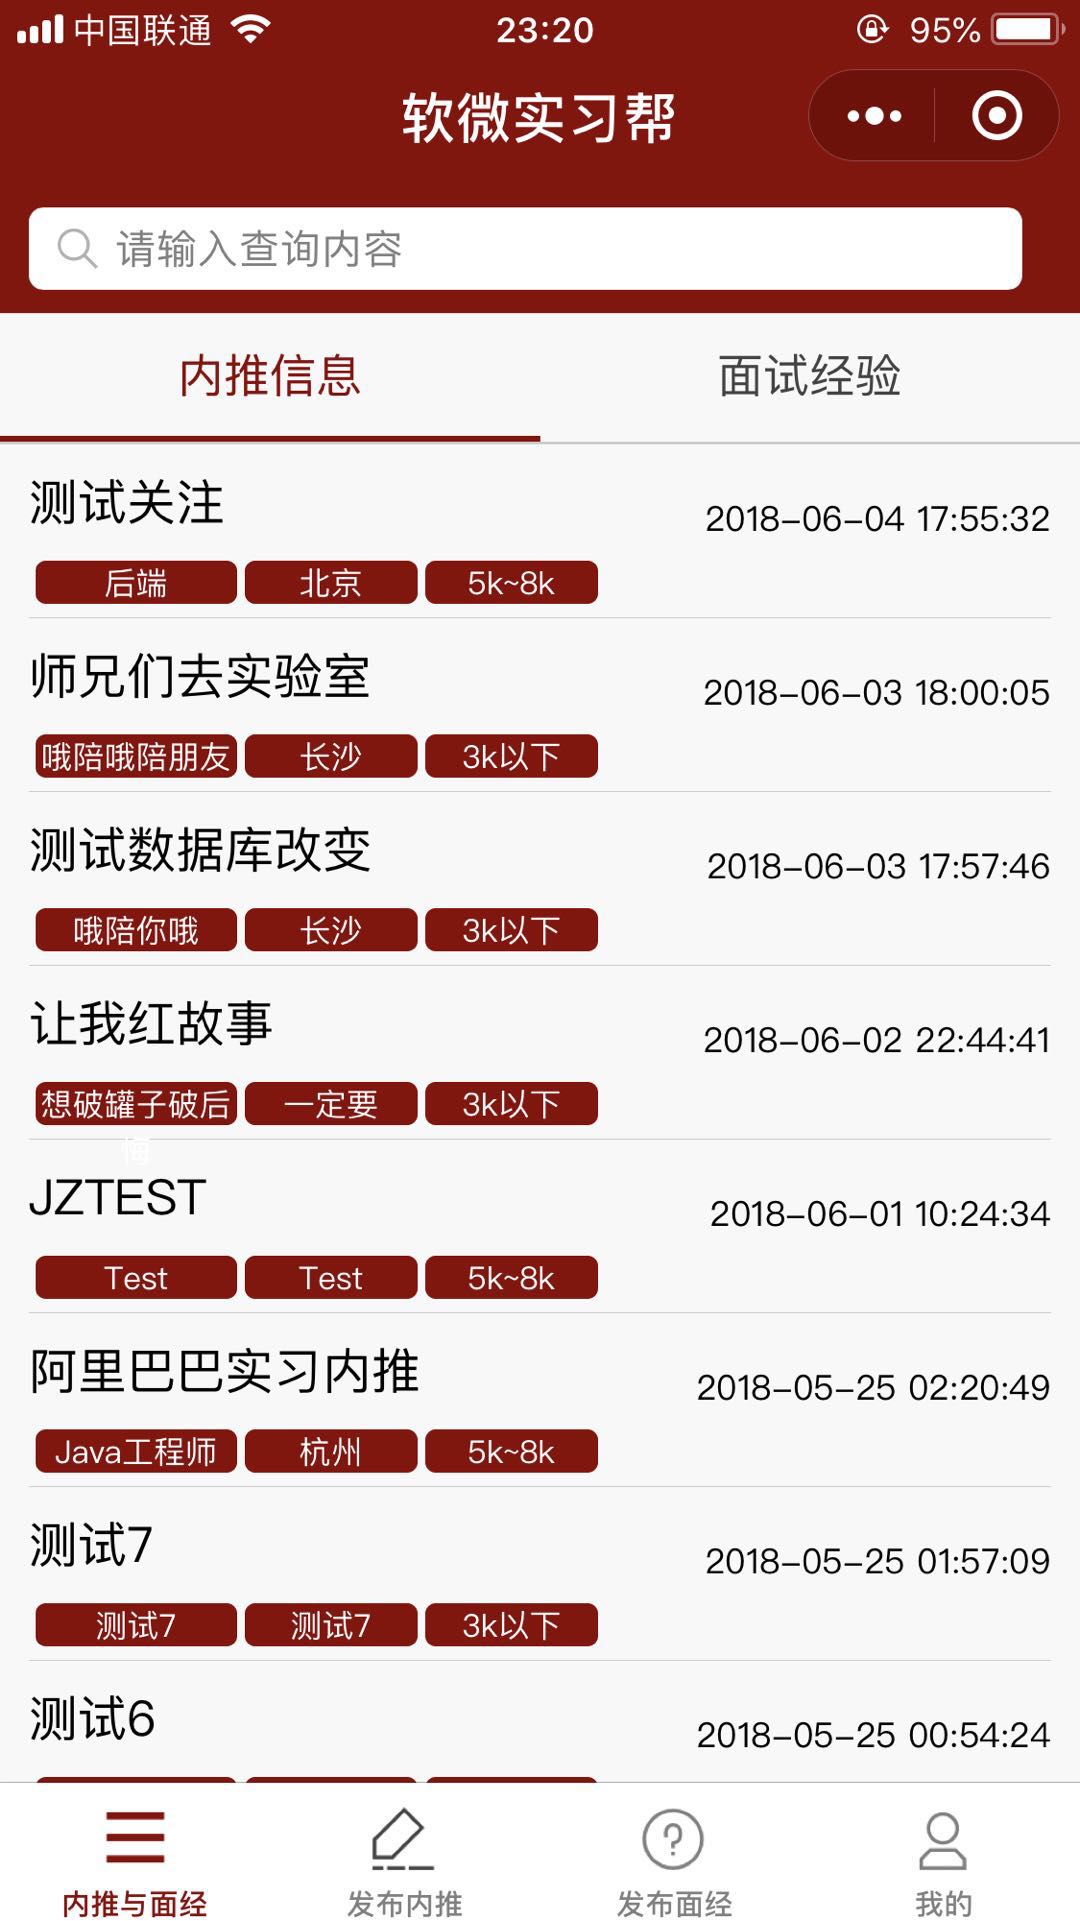 中国联通 23:20 95%
软微实习帮
请输入查询内容
内推信息 面试经验
测试关注 2018-06-04 17:55:32
后端 北京 5k~8k
师兄们去实验室 2018-06-03 18:00:05
哦陪哦陪朋友 长沙 3k以下
测试数据库改变 2018-06-03 17:57:46
哦陪你哦 长沙 3k以下
让我红故事 2018-06-02 22:44:41
想破罐子破后 一定要 3k以下
悔
JZTEST 2018-06-01 10:24:34
Test Test 5k~8k
阿里巴巴实习内推 2018-05-25 02:20:49
Java工程师 杭州 5k~8k
测试7 2018-05-25 01:57:09
测试7 测试7 3k以下
测试6 2018-05-25 00:54:24
内推与面经 发布内推 发布面经 我的